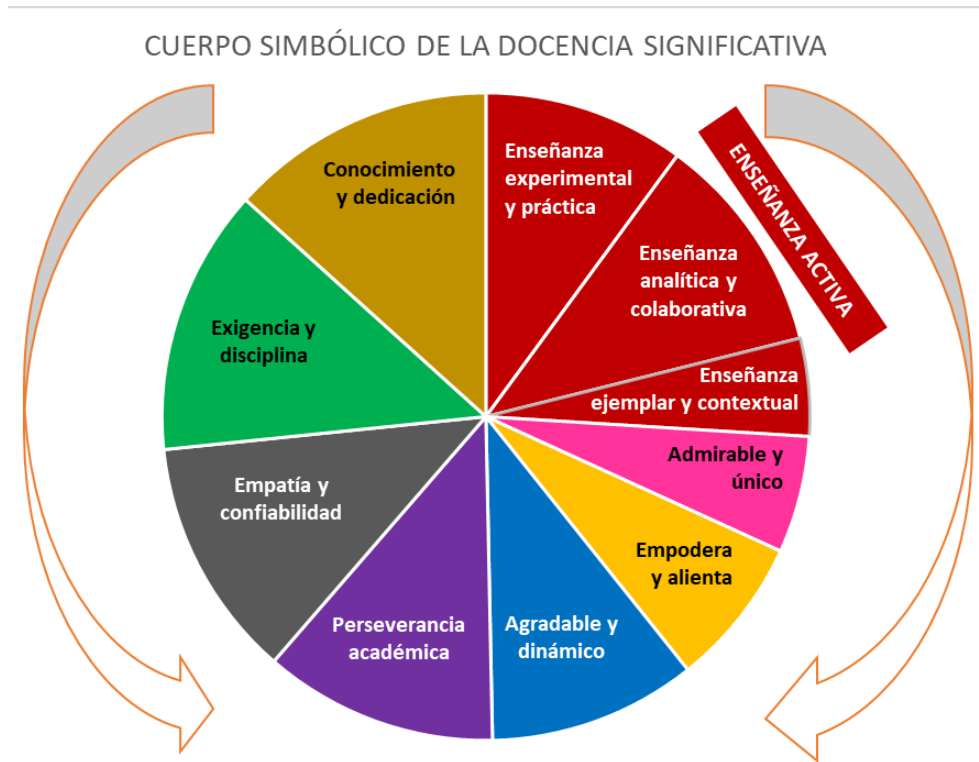 CUERPO SIMBÓLICO DE LA DOCENCIA SIGNIFICATIVA
Conocimiento
y dedicación
Enseñanza
experimental
y práctica
ENSEÑANZA ACTIVA
Enseñanza
analítica y
colaborativa
Exigencia y
disciplina
Enseñanza
ejemplar y contextual
Admirable y
único
Empatía y
confiabilidad
Empodera
y alienta
Perseverancia
académica
Agradable y
dinámico